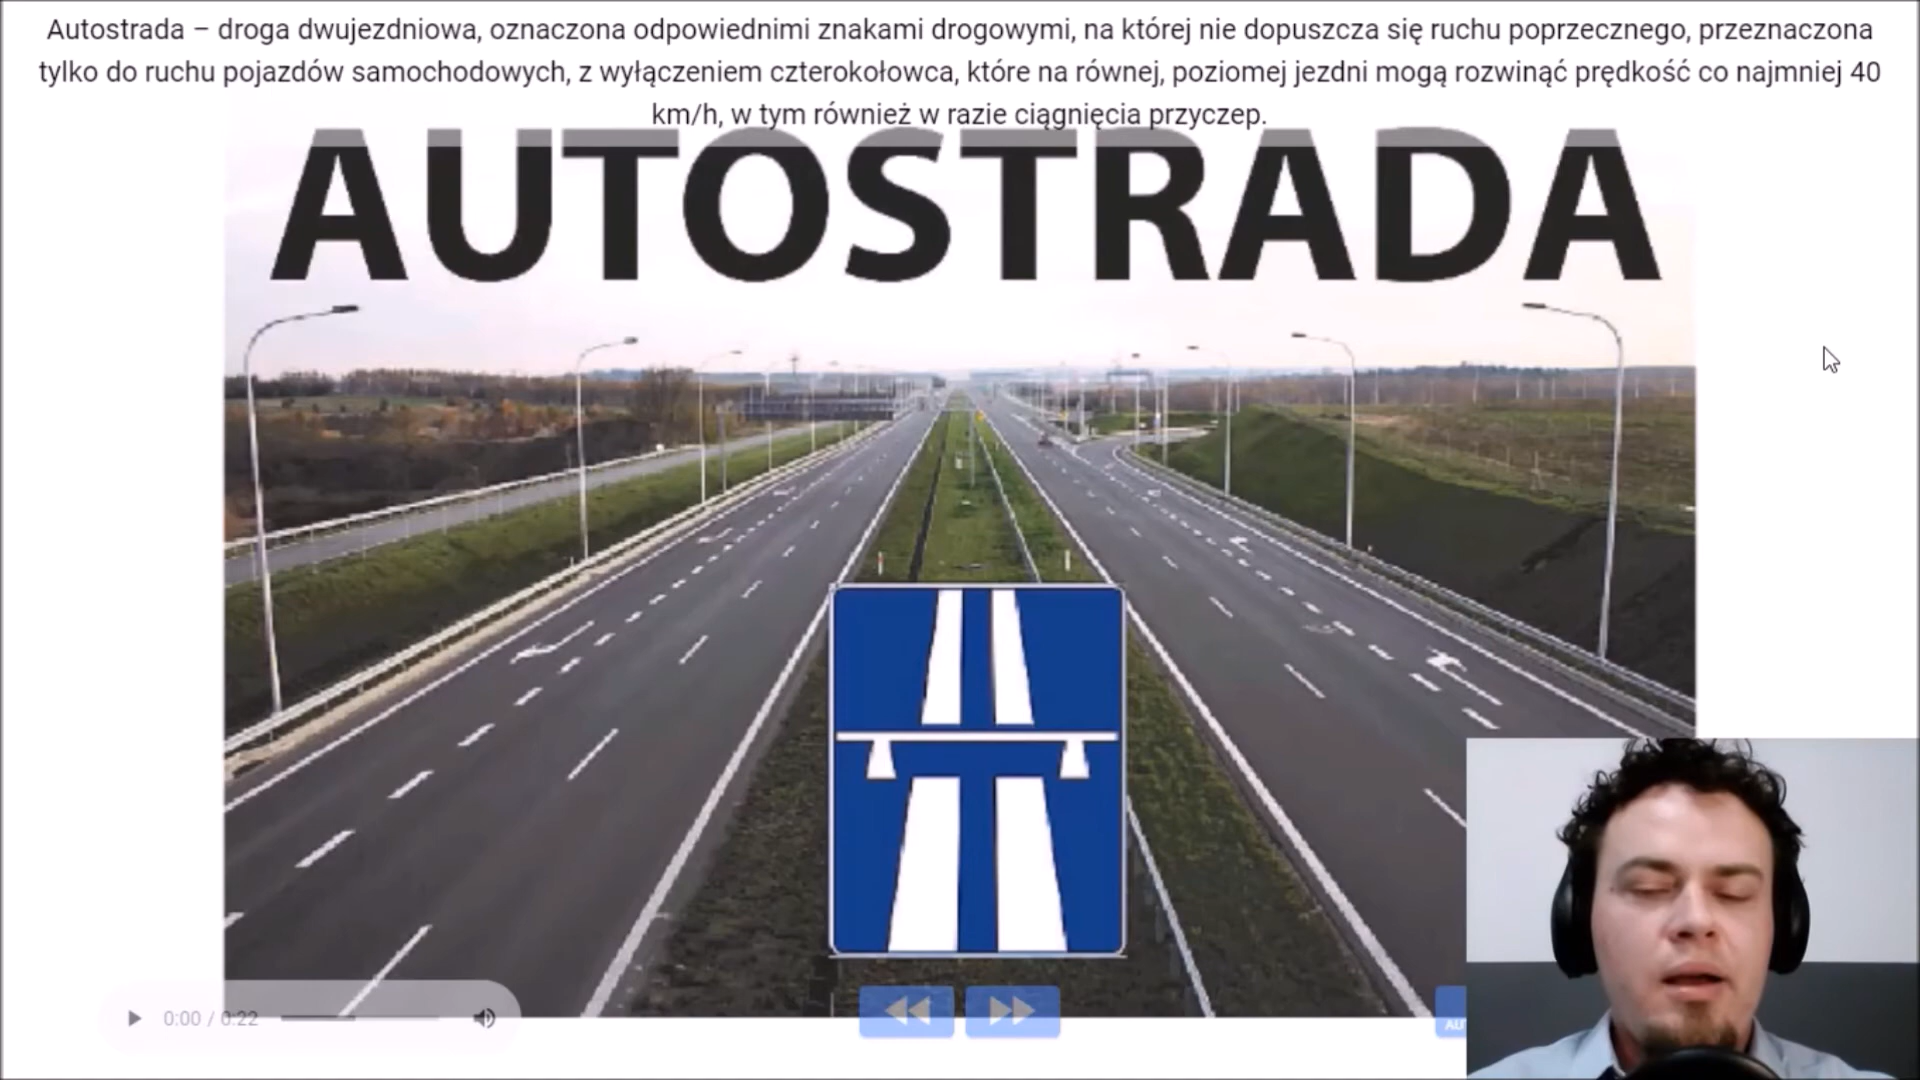 Autostrada – droga dwujezdniowa, oznaczona odpowiednimi znakami drogowymi, na której nie dopuszcza się ruchu poprzecznego, przeznaczona
tylko do ruchu pojazdów samochodowych, z wyłączeniem czterokołowca, które na równej, poziomej jezdni mogą rozwinąć prędkość co najmniej 40
km/h, w tym również w razie ciągnięcia przyczep.
AUTOSTRADA
0:00 / 0:22